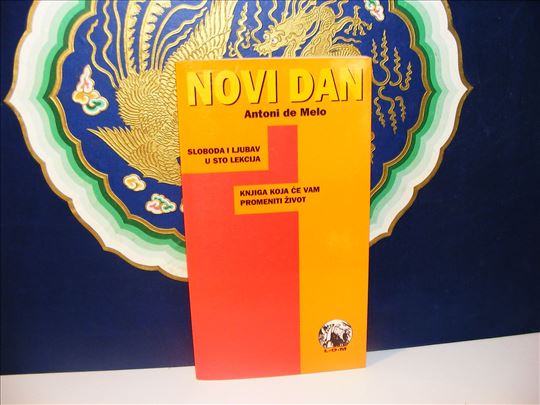 NOVI DAN
Antoni de Melo
SLOBODA I LJUBAV
U STO LEKCIJA
KNJIGA KOJA ĆE VAM
PROMENITI ŽIVOT
L-O-M